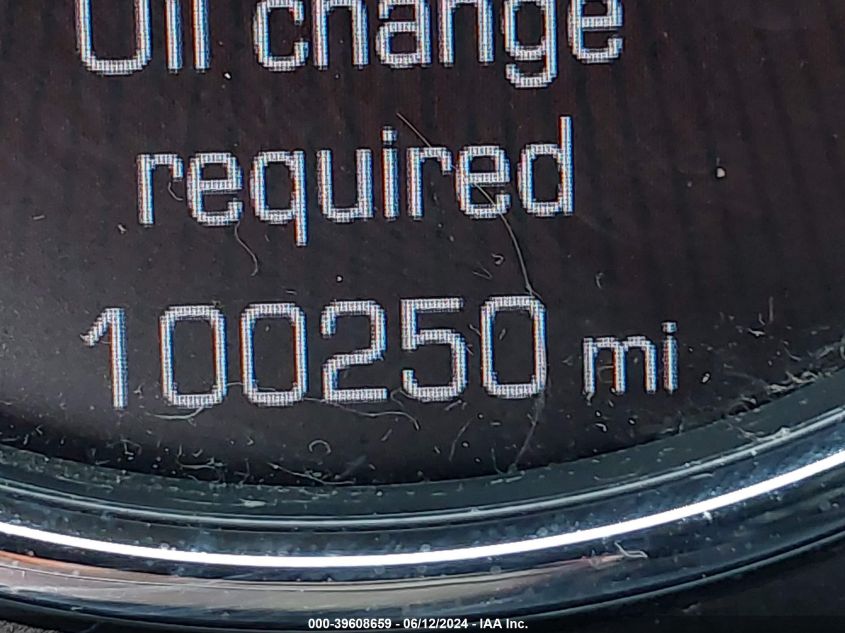 Oil change
required
100250 mi
000-39608659 - 06/12/2024 - IAA Inc.